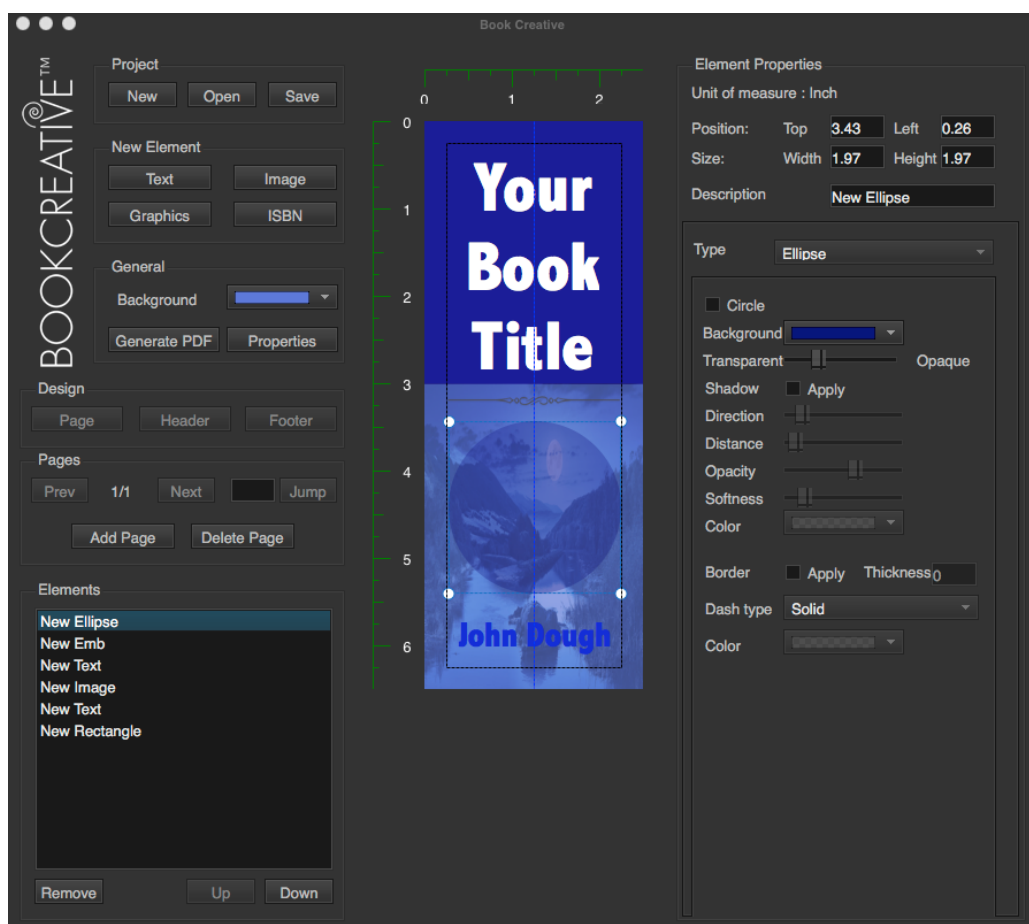 Book Creative
BOOKCREATIVE™
Project
New Open Save
New Element
Text Image
Graphics ISBN
General
Background
Generate PDF Properties
Design
Page Header Footer
Pages
Prev 1/1 Next Jump
Add Page Delete Page
Elements
New Ellipse
New Emb
New Text
New Image
New Text
New Rectangle
Remove Up Down
0 1 2
0
1
2
3
4
5
6
Your
Book
Title
John Dough
Element Properties
Unit of measure : Inch
Position: Top 3.43 Left 0.26
Size: Width 1.97 Height 1.97
Description New Ellipse
Type Ellipse
Circle
Background
Transparent Opaque
Shadow Apply
Direction
Distance
Opacity
Softness
Color
Border Apply Thickness 0
Dash type Solid
Color